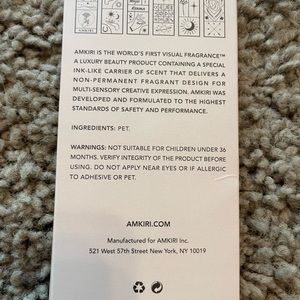 AMKIRI IS THE WORLD'S FIRST VISUAL FRAGRANCE™
A LUXURY BEAUTY PRODUCT CONTAINING A SPECIAL
INK-LIKE CARRIER OF SCENT THAT DELIVERS A
NON-PERMANENT FRAGRANT DESIGN FOR
MULTI-SENSORY CREATIVE EXPRESSION. AMKIRI WAS
DEVELOPED AND FORMULATED TO THE HIGHEST
STANDARDS OF SAFETY AND PERFORMANCE.
INGREDIENTS: PET.
WARNINGS: NOT SUITABLE FOR CHILDREN UNDER 36
MONTHS. VERIFY INTEGRITY OF THE PRODUCT BEFORE
USING. DO NOT APPLY NEAR EYES OR IF ALLERGIC
TO ADHESIVE OR PET.
AMKIRI.COM
Manufactured for AMKIRI Inc.
521 West 57th Street New York, NY 10019